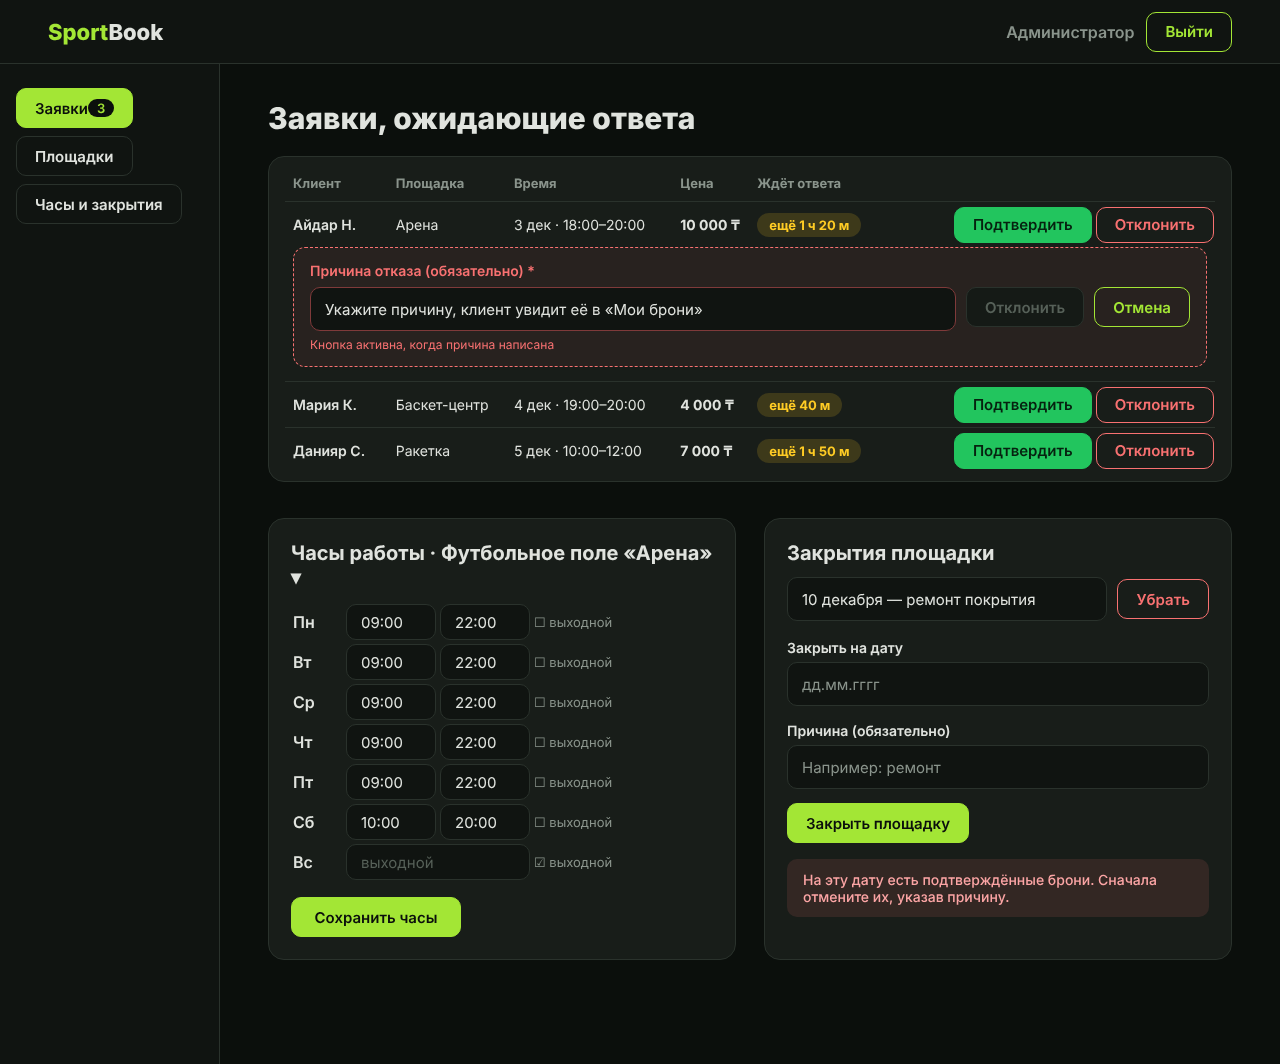 SportBook
Администратор
Выйти
Заявки 3
Площадки
Часы и закрытия
Заявки, ожидающие ответа
Клиент Площадка Время Цена Ждёт ответа
Айдар Н. Арена 3 дек · 18:00–20:00 10 000 ₸ ещё 1 ч 20 м Подтвердить Отклонить
Причина отказа (обязательно) *
Укажите причину, клиент увидит её в «Мои брони» Отклонить Отмена
Кнопка активна, когда причина написана
Мария К. Баскет-центр 4 дек · 19:00–20:00 4 000 ₸ ещё 40 м Подтвердить Отклонить
Данияр С. Ракетка 5 дек · 10:00–12:00 7 000 ₸ ещё 1 ч 50 м Подтвердить Отклонить
Часы работы · Футбольное поле «Арена»
▼
Пн 09:00 22:00 ☐ выходной
Вт 09:00 22:00 ☐ выходной
Ср 09:00 22:00 ☐ выходной
Чт 09:00 22:00 ☐ выходной
Пт 09:00 22:00 ☐ выходной
Сб 10:00 20:00 ☐ выходной
Вс выходной ☑ выходной
Сохранить часы
Закрытия площадки
10 декабря — ремонт покрытия Убрать
Закрыть на дату
дд.мм.гггг
Причина (обязательно)
Например: ремонт
Закрыть площадку
На эту дату есть подтверждённые брони. Сначала
отмените их, указав причину.